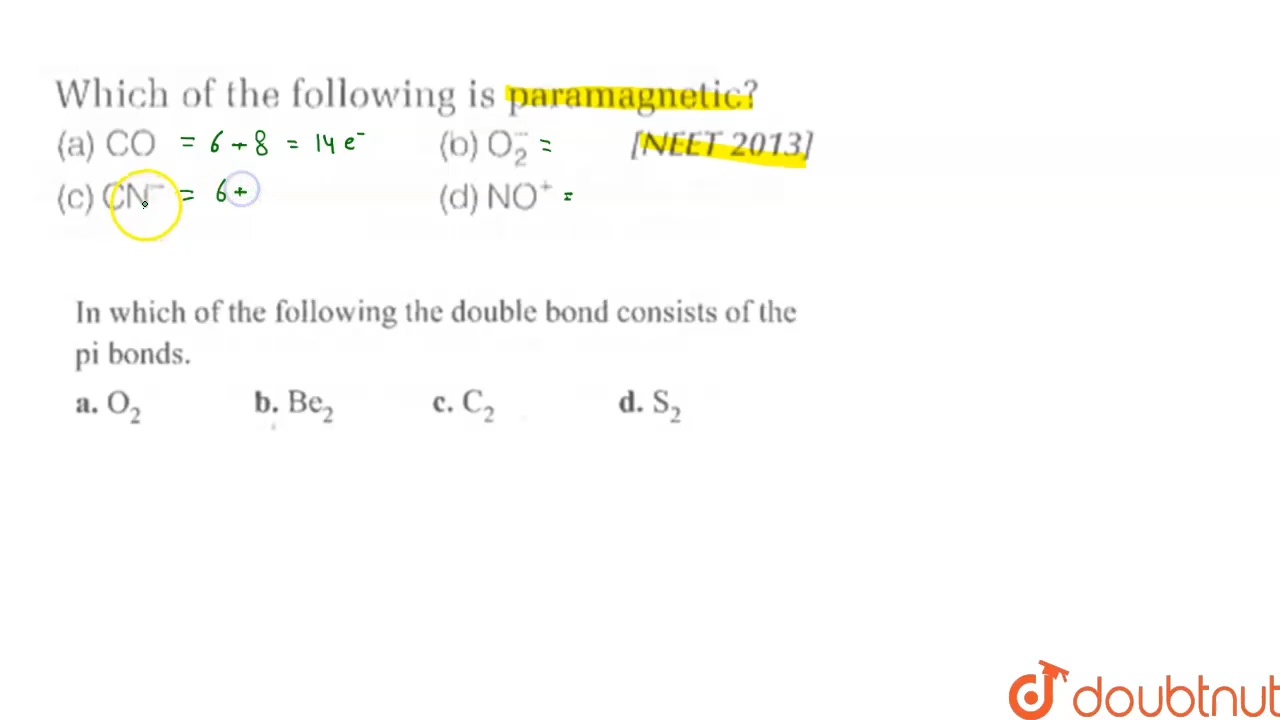 Which of the following is paramagnetic?
(a) CO = 6 + 8 = 14 e⁻ (b) O₂⁻ = [NEET 2013]
(c) CN⁻ = 6 + (d) NO⁺ =
In which of the following the double bond consists of the
pi bonds.
a. O₂ b. Be₂ c. C₂ d. S₂
doubtnut